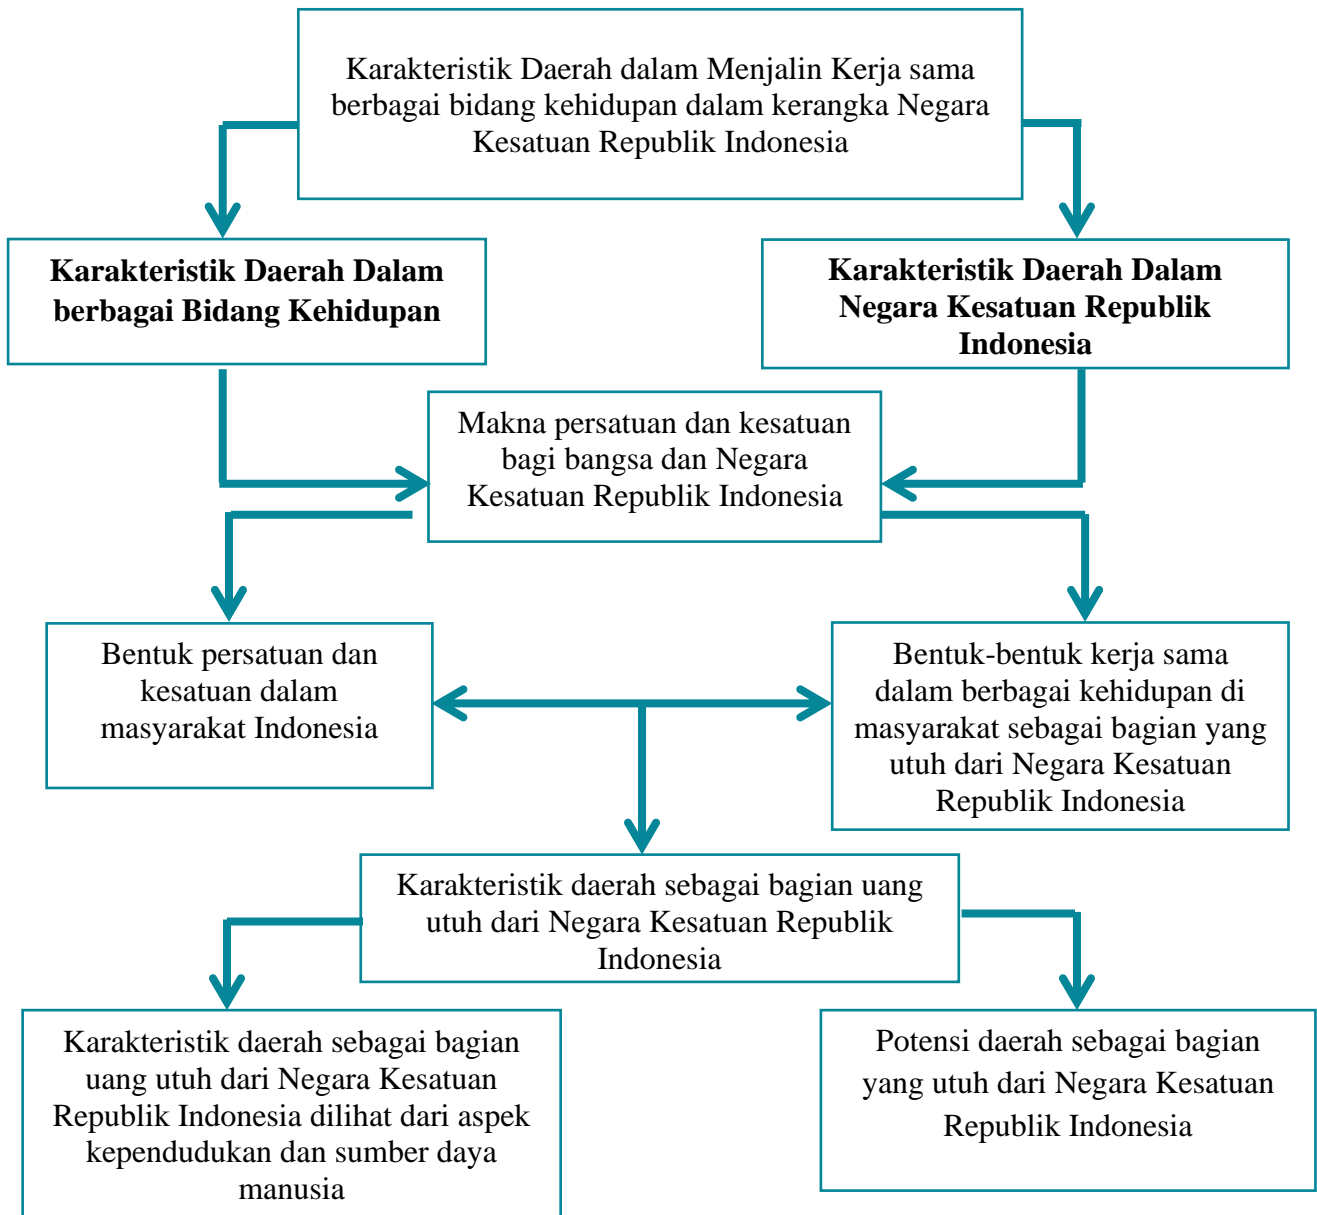 Karakteristik Daerah dalam Menjalin Kerja sama
berbagai bidang kehidupan dalam kerangka Negara
Kesatuan Republik Indonesia
Karakteristik Daerah Dalam
berbagai Bidang Kehidupan
Karakteristik Daerah Dalam
Negara Kesatuan Republik
Indonesia
Makna persatuan dan kesatuan
bagi bangsa dan Negara
Kesatuan Republik Indonesia
Bentuk persatuan dan
kesatuan dalam
masyarakat Indonesia
Bentuk-bentuk kerja sama
dalam berbagai kehidupan di
masyarakat sebagai bagian yang
utuh dari Negara Kesatuan
Republik Indonesia
Karakteristik daerah sebagai bagian uang
utuh dari Negara Kesatuan Republik
Indonesia
Karakteristik daerah sebagai bagian
uang utuh dari Negara Kesatuan
Republik Indonesia dilihat dari aspek
kependudukan dan sumber daya
manusia
Potensi daerah sebagai bagian
yang utuh dari Negara Kesatuan
Republik Indonesia